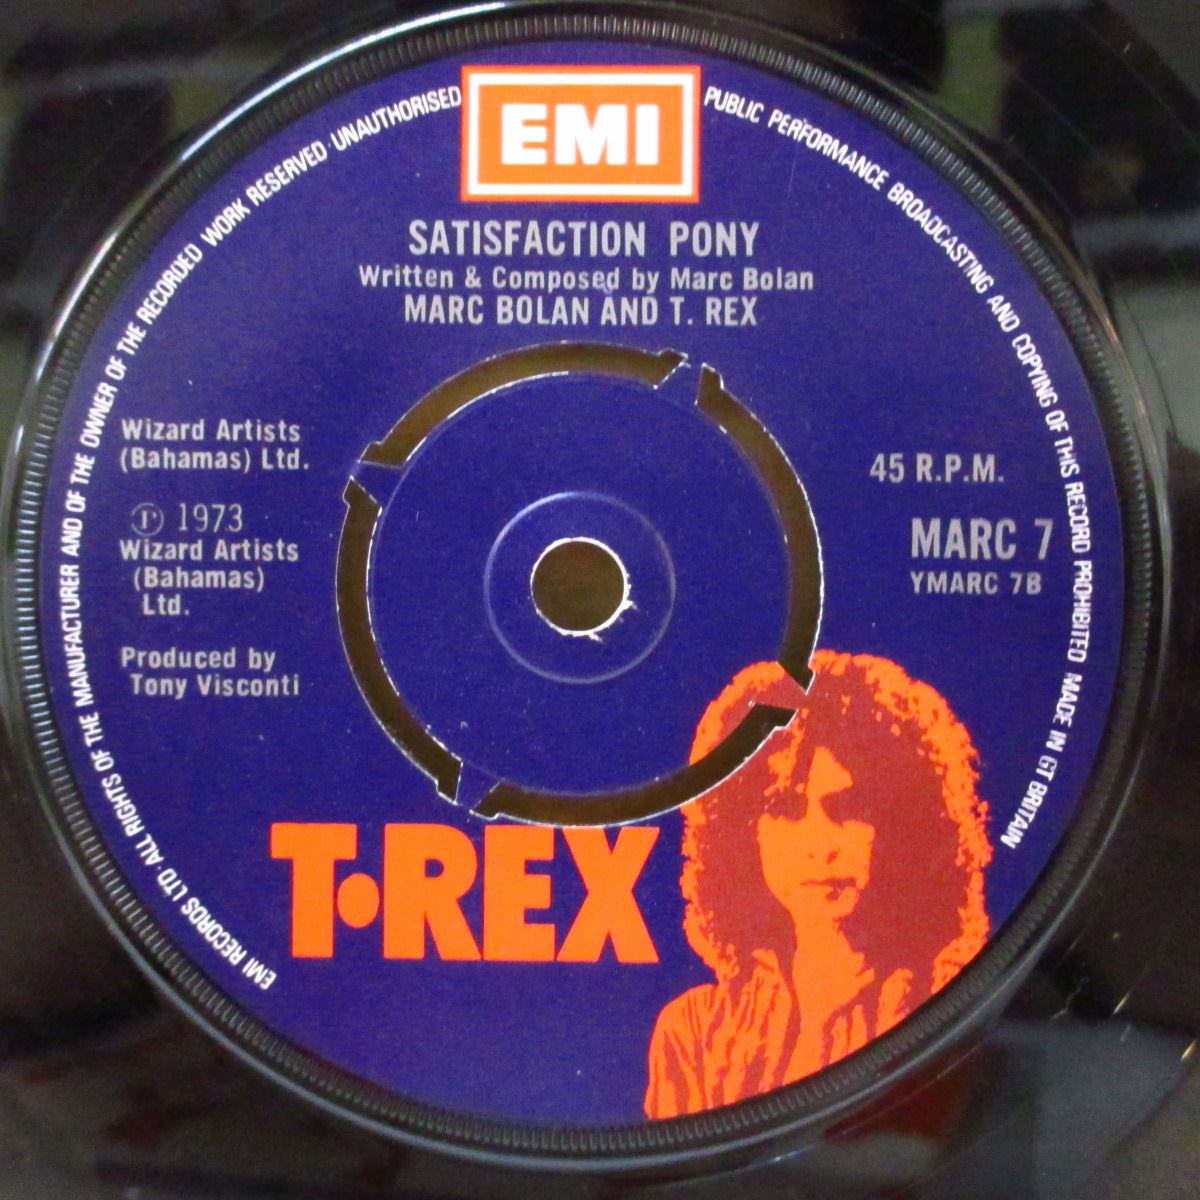 EMI
SATISFACTION PONY
Written & Composed by Marc Bolan
MARC BOLAN AND T. REX
Wizard Artists
(Bahamas) Ltd.
Ⓟ 1973
Wizard Artists
(Bahamas)
Ltd.
Produced by
Tony Visconti
45 R.P.M.
MARC 7
YMARC 7B
T·REX
EMI RECORDS LTD · ALL RIGHTS OF THE MANUFACTURER AND OF THE OWNER OF THE RECORDED WORK RESERVED · UNAUTHORISED PUBLIC PERFORMANCE BROADCASTING AND COPYING OF THIS RECORD PROHIBITED MADE IN GT BRITAIN